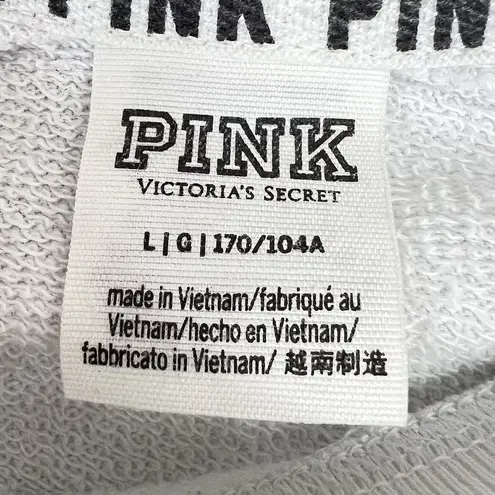 PINK PIN
PINK
VICTORIA'S SECRET
L|G|170/104A
made in Vietnam/fabriqué au
Vietnam/hecho en Vietnam/
fabbricato in Vietnam/ 越南制造